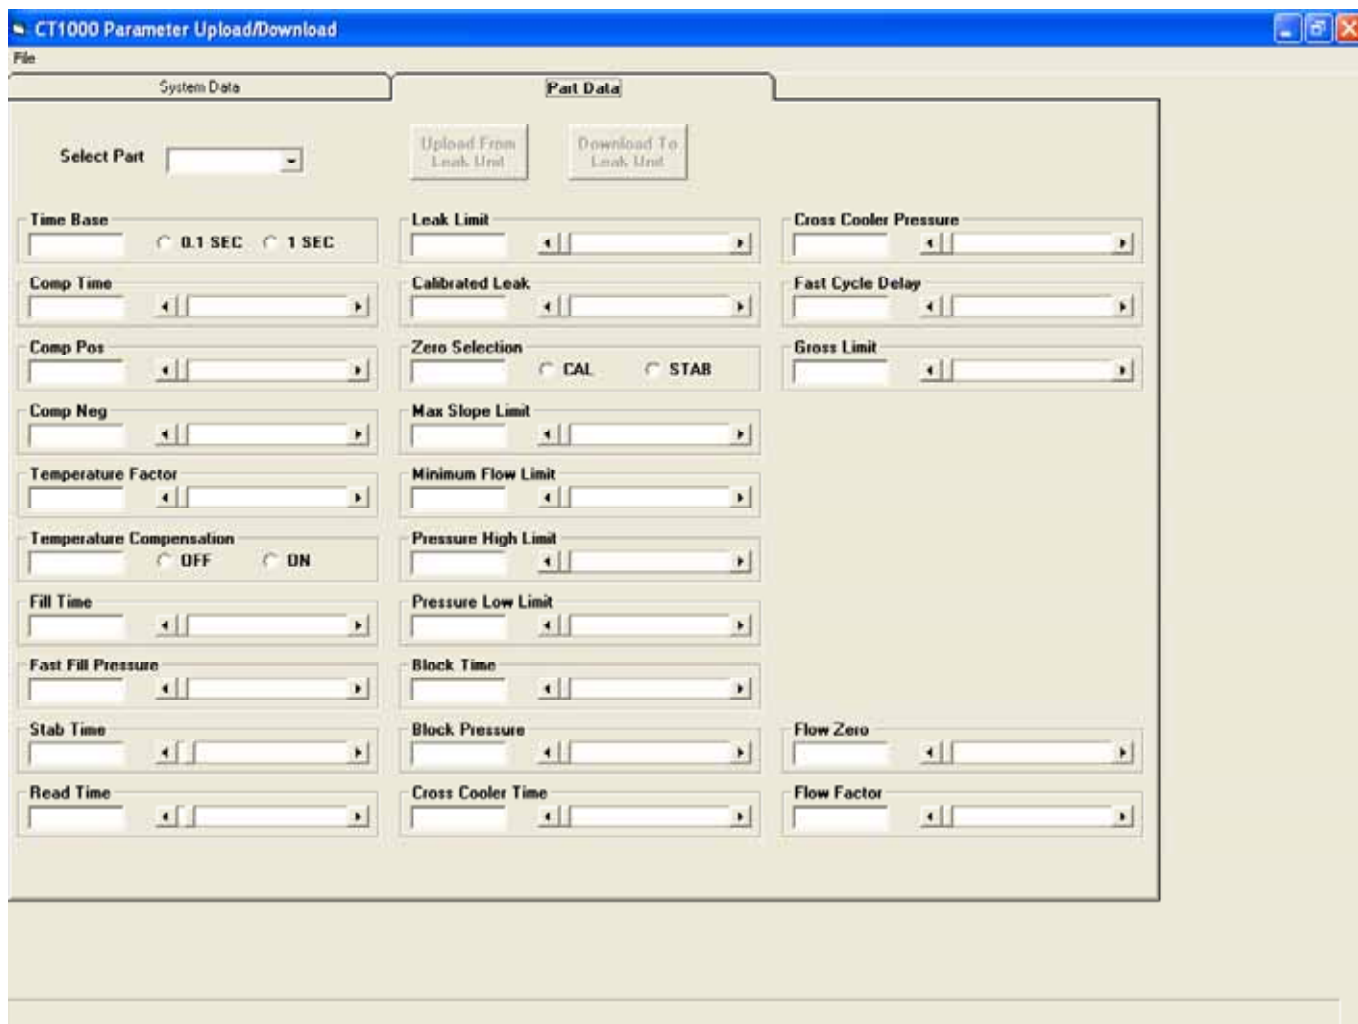 CT1000 Parameter Upload/Download
File
System Data
Part Data
Select Part
Upload From
Leak Unit
Download To
Leak Unit
Time Base
0.1 SEC
1 SEC
Comp Time
Comp Pos
Comp Neg
Temperature Factor
Temperature Compensation
OFF
ON
Fill Time
Fast Fill Pressure
Stab Time
Read Time
Leak Limit
Calibrated Leak
Zero Selection
CAL
STAB
Max Slope Limit
Minimum Flow Limit
Pressure High Limit
Pressure Low Limit
Block Time
Block Pressure
Cross Cooler Time
Cross Cooler Pressure
Fast Cycle Delay
Gross Limit
Flow Zero
Flow Factor